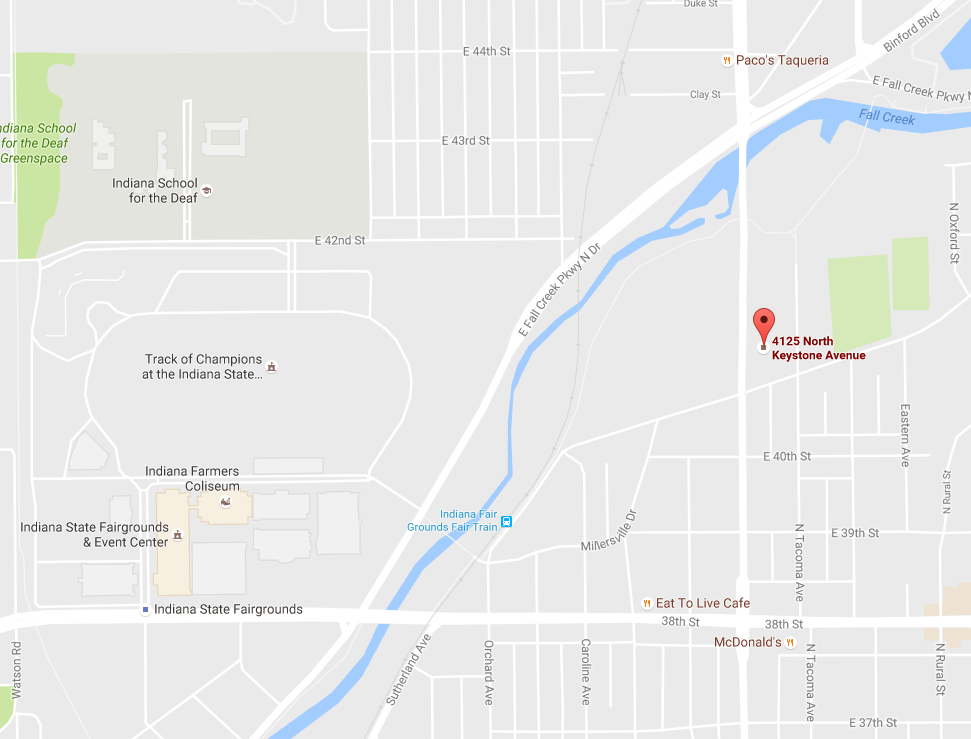 Duke St
Binford Blvd
E 44th St
Paco's Taqueria
E Fall Creek Pkwy N
Clay St
Fall Creek
ndiana School
for the Deaf
Greenspace
E 43rd St
Indiana School
for the Deaf
N Oxford St
E 42nd St
E Fall Creek Pkwy N Dr
4125 North
Keystone Avenue
Track of Champions
at the Indiana State...
Eastern Ave
E 40th St
Indiana Farmers
Coliseum
N Rural St
Indiana Fair
Grounds Fair Train
Indiana State Fairgrounds
& Event Center
Millersville Dr
E 39th St
N Tacoma Ave
Indiana State Fairgrounds
Eat To Live Cafe
38th St
38th St
McDonald's
Watson Rd
Sutherland Ave
Orchard Ave
Caroline Ave
N Tacoma Ave
N Rural St
E 37th St